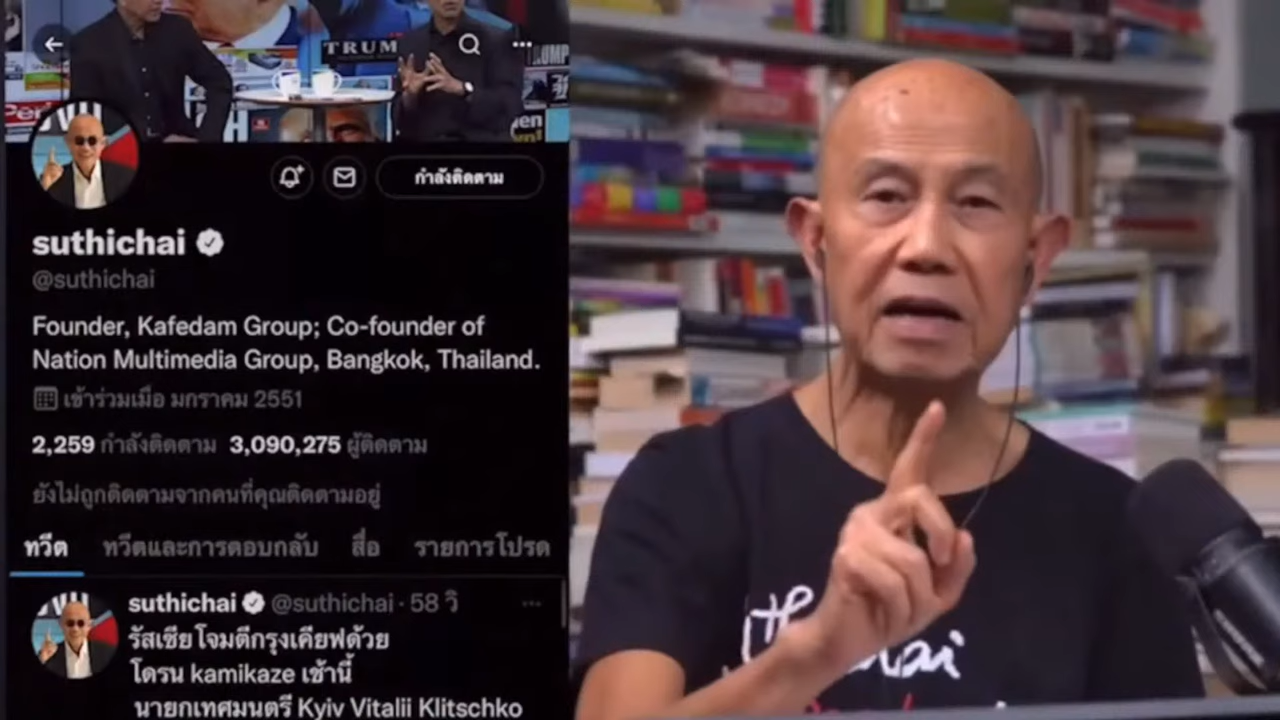 TRUM
กำลังติดตาม
suthichai
@suthichai
Founder, Kafedam Group; Co-founder of
Nation Multimedia Group, Bangkok, Thailand.
เข้าร่วมเมื่อ มกราคม 2551
2,259 กำลังติดตาม 3,090,275 ผู้ติดตาม
ยังไม่ถูกติดตามจากคนที่คุณติดตามอยู่
ทวีต ทวีตและการตอบกลับ สื่อ รายการโปรด
suthichai @suthichai · 58 วิ
รัสเซียโจมตีกรุงเคียฟด้วย
โดรน kamikaze เช้านี้
นายกเทศมนตรี Kyiv Vitalii Klitschko